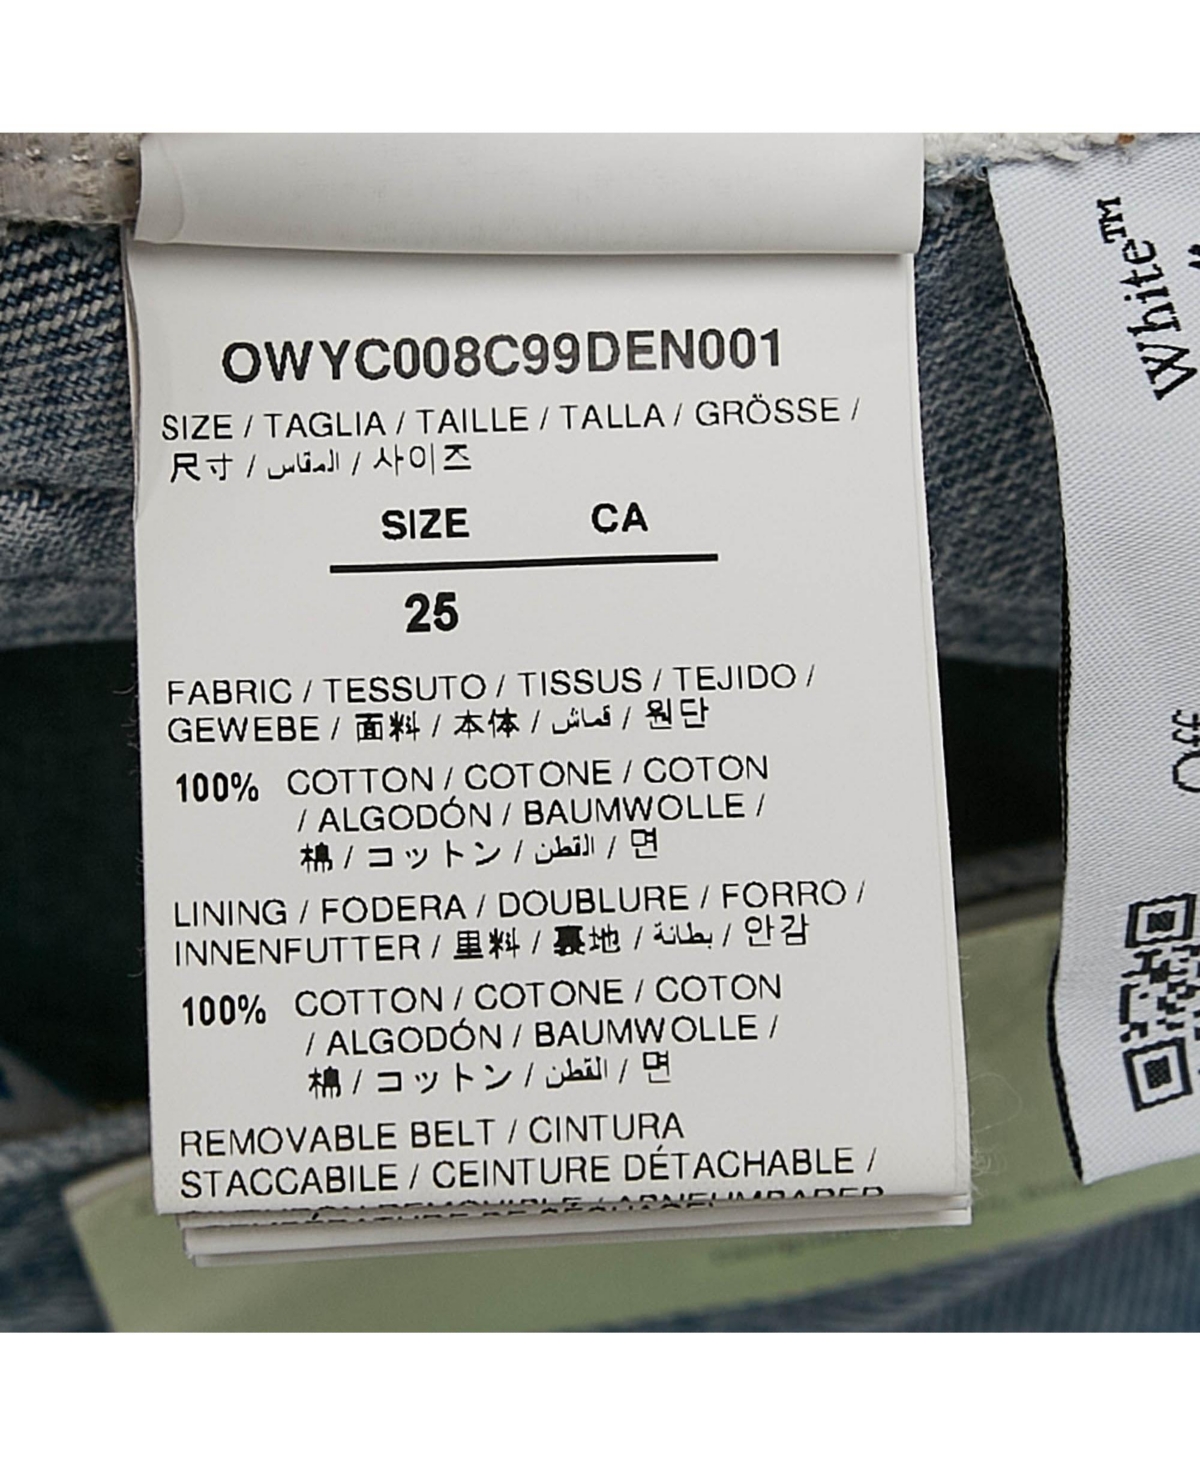 OWYC008C99DEN001
SIZE / TAGLIA / TAILLE / TALLA / GRÖSSE /
尺寸 / المقاس / 사이즈
SIZE CA
25
FABRIC / TESSUTO / TISSUS / TEJIDO /
GEWEBE / 面料 / 本体 / قماش / 원단
100% COTTON / COTONE / COTON
/ ALGODÓN / BAUMWOLLE /
棉 / コットン / القطن / 면
LINING / FODERA / DOUBLURE / FORRO /
INNENFUTTER / 里料 / 裏地 / بطانة / 안감
100% COTTON / COTONE / COTON
/ ALGODÓN / BAUMWOLLE /
棉 / コットン / القطن / 면
REMOVABLE BELT / CINTURA
STACCABILE / CEINTURE DÉTACHABLE /
White™